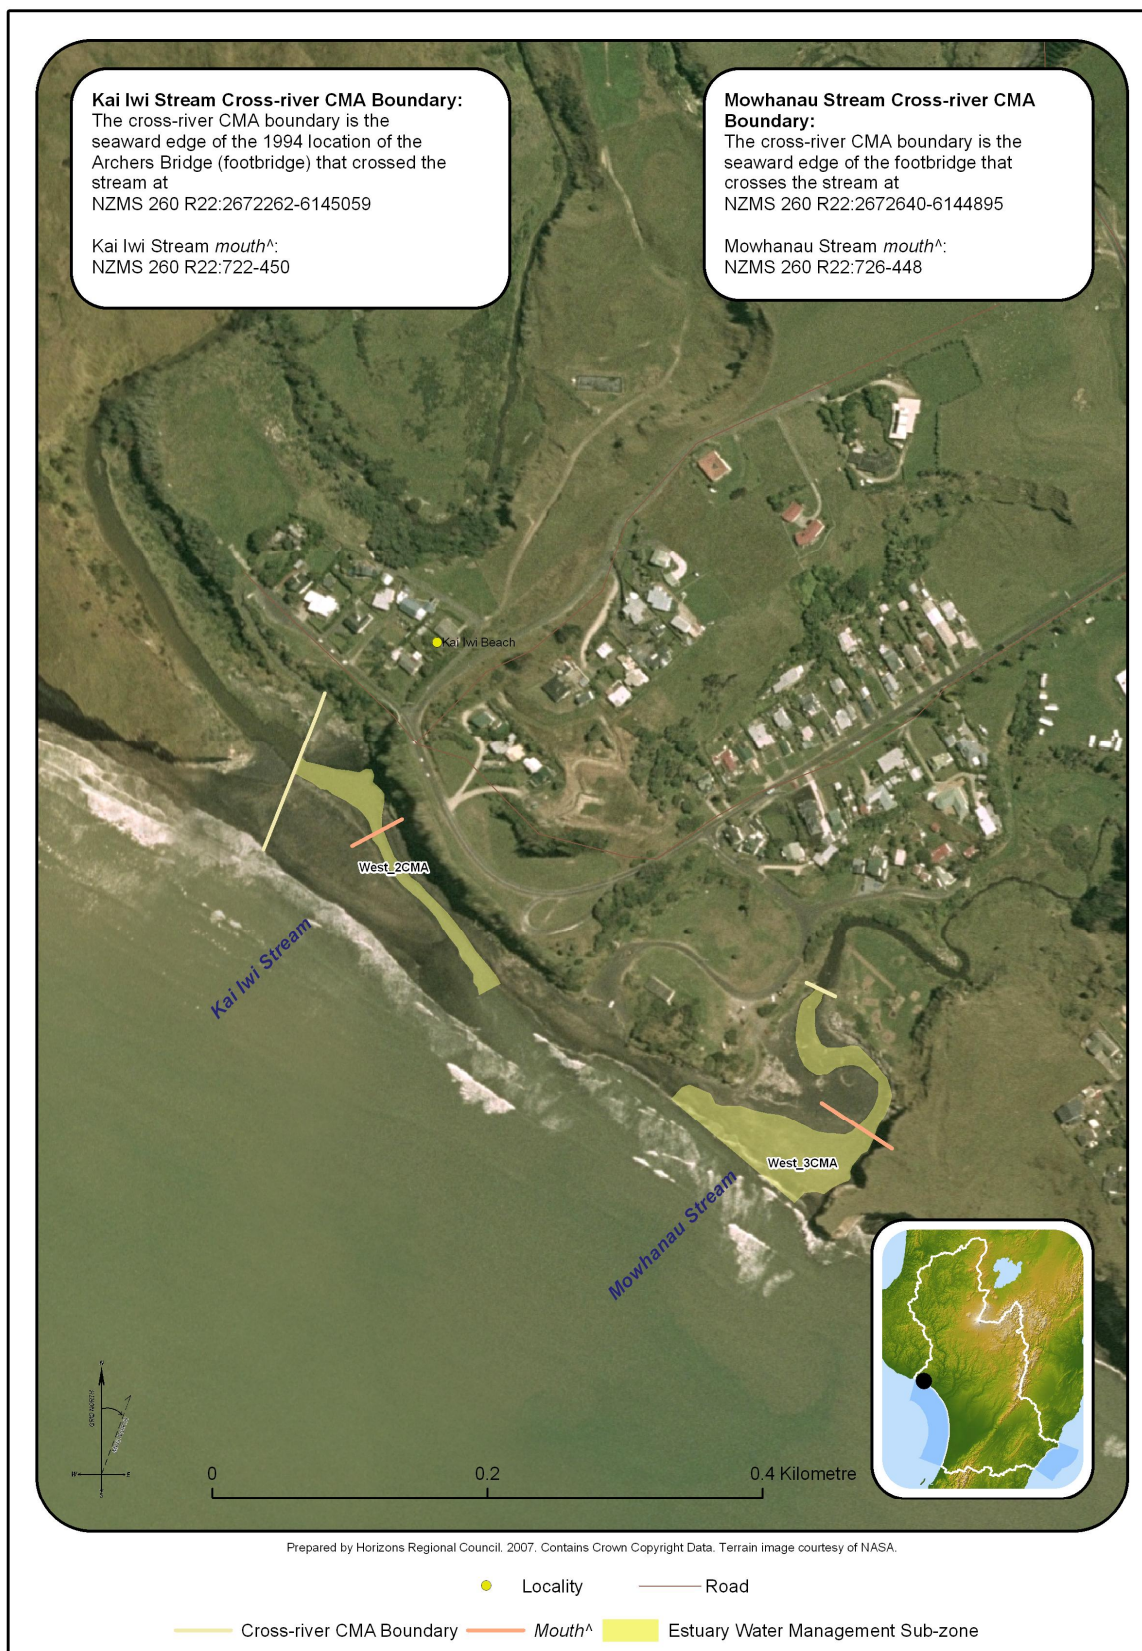 Kai Iwi Stream Cross-river CMA Boundary:
The cross-river CMA boundary is the
seaward edge of the 1994 location of the
Archers Bridge (footbridge) that crossed the
stream at
NZMS 260 R22:2672262-6145059
Kai Iwi Stream mouth^:
NZMS 260 R22:722-450
Mowhanau Stream Cross-river CMA
Boundary:
The cross-river CMA boundary is the
seaward edge of the footbridge that
crosses the stream at
NZMS 260 R22:2672640-6144895
Mowhanau Stream mouth^:
NZMS 260 R22:726-448
Kai Iwi Beach
West_2CMA
Kai Iwi Stream
West_3CMA
Mowhanau Stream
N
GRID NORTH
W
E
S
0
0.2
0.4 Kilometre
Prepared by Horizons Regional Council. 2007. Contains Crown Copyright Data. Terrain image courtesy of NASA.
Locality
Road
Cross-river CMA Boundary
Mouth^
Estuary Water Management Sub-zone